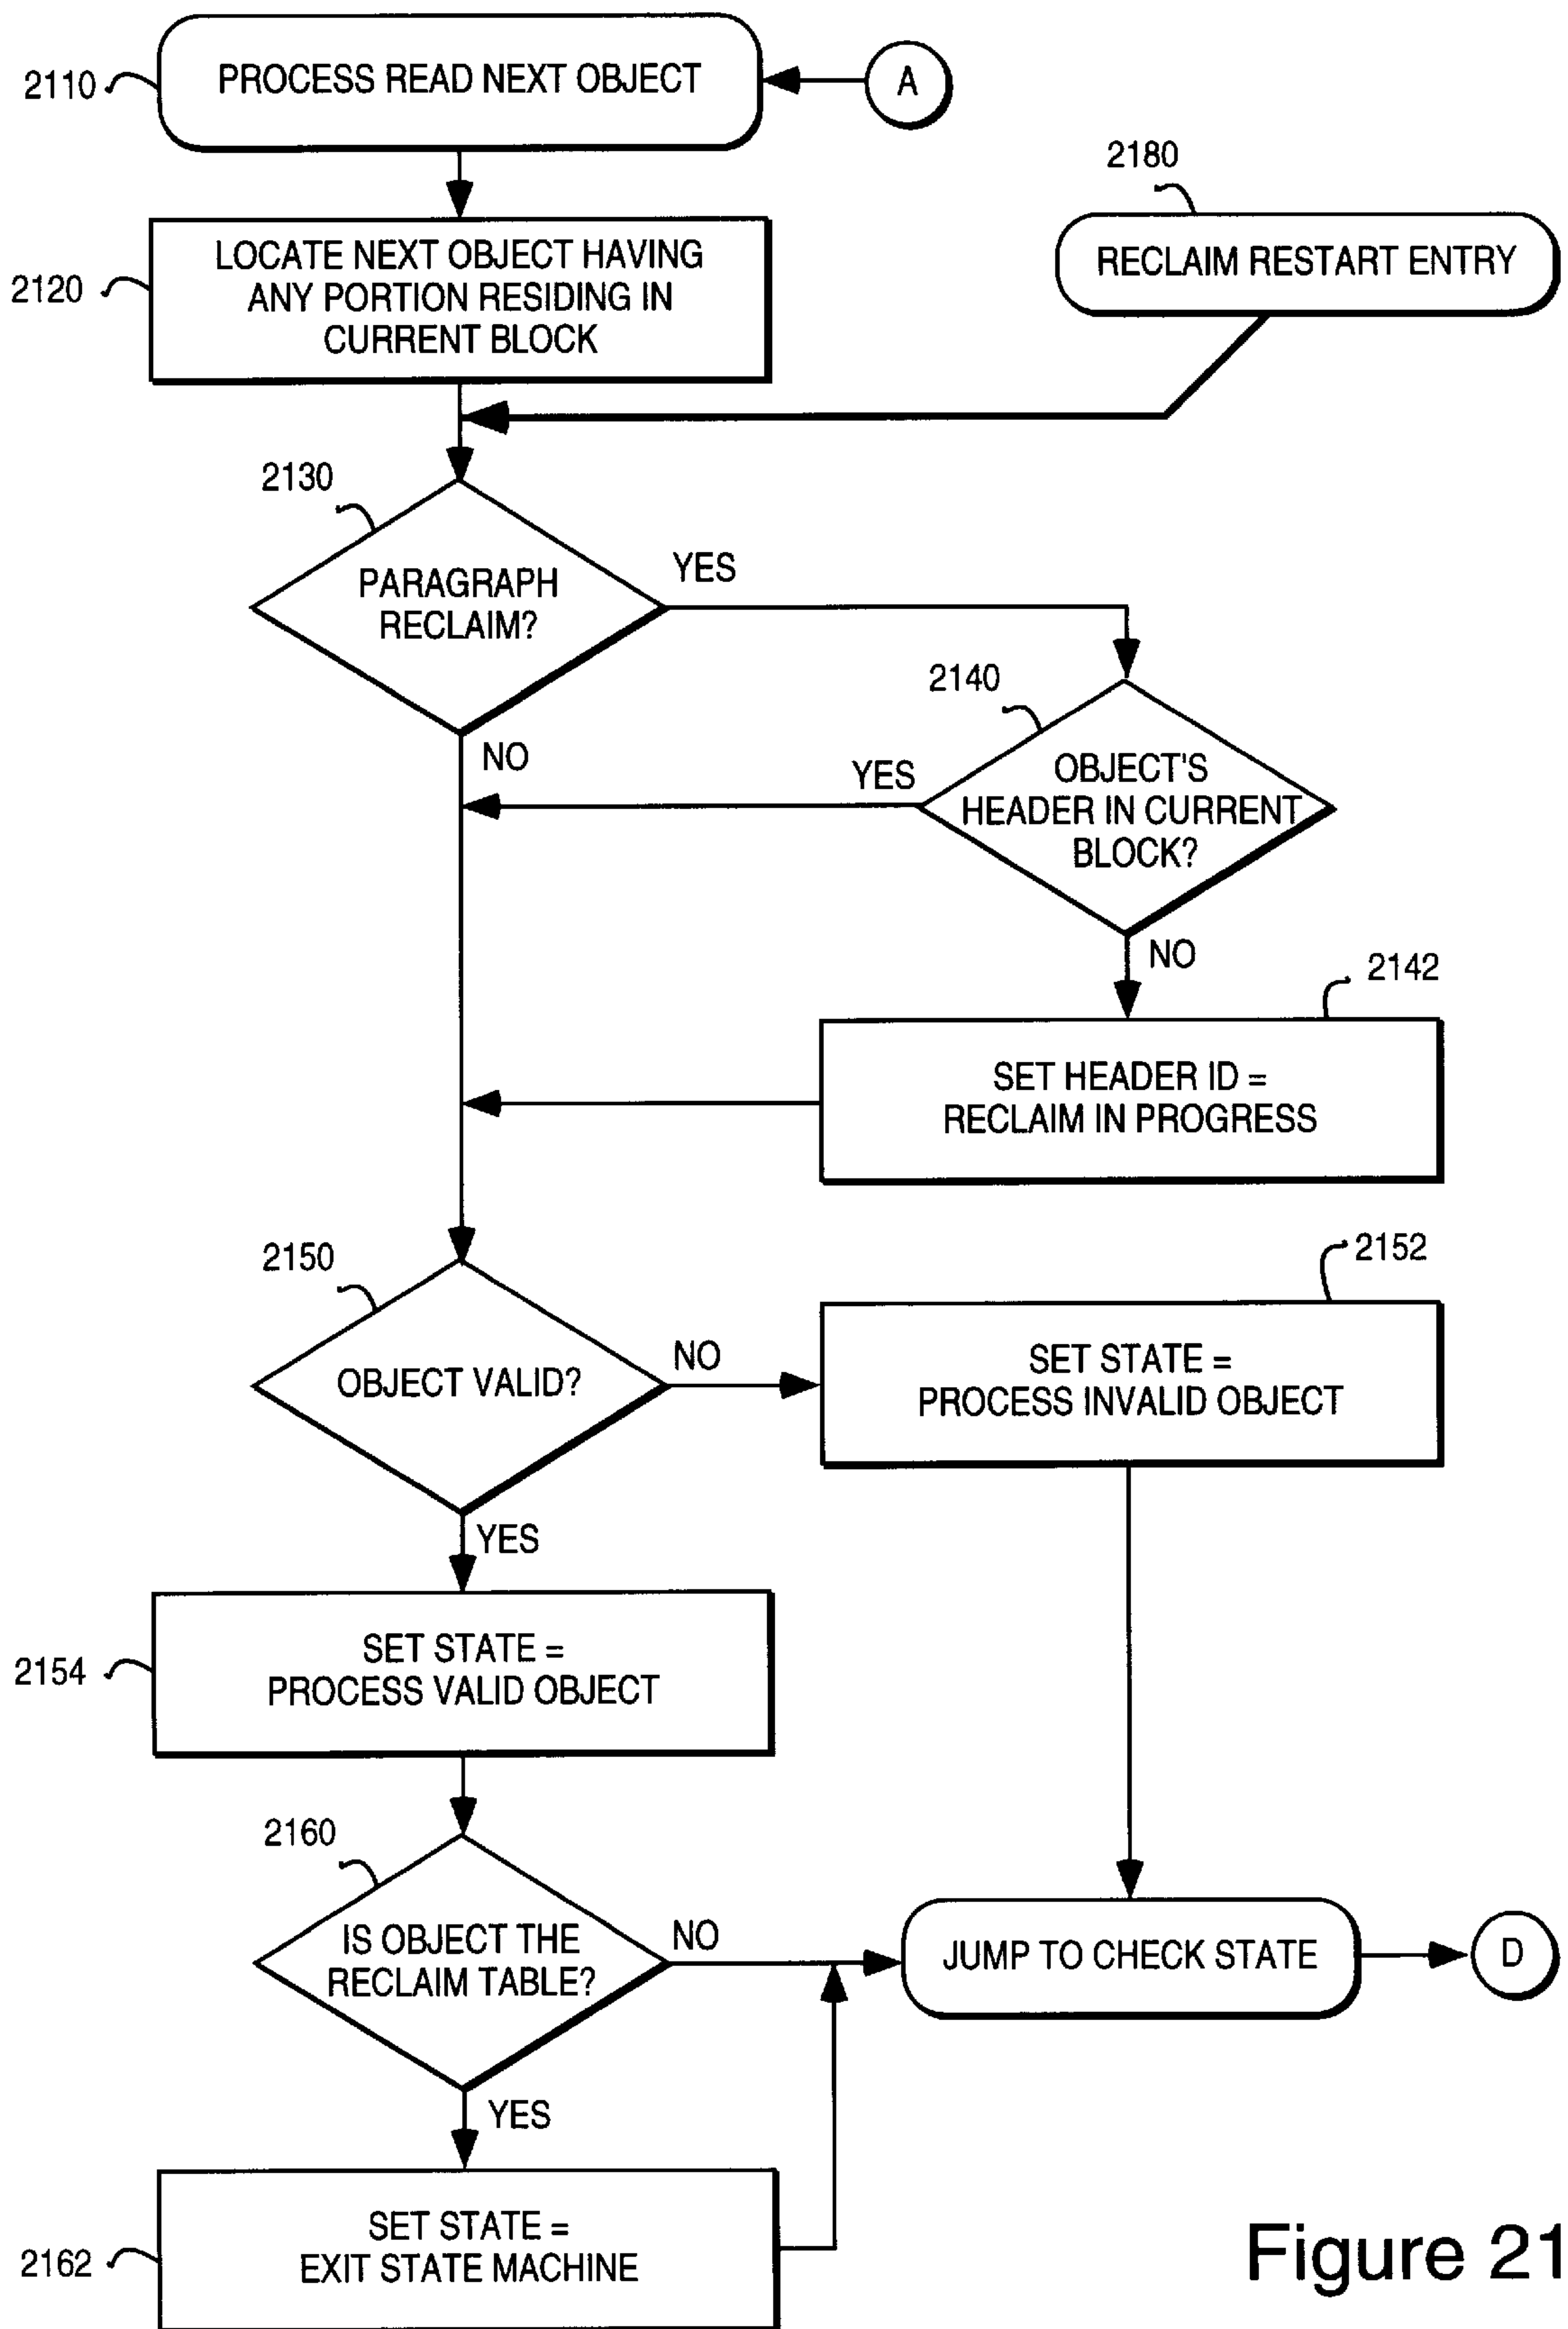 2110
PROCESS READ NEXT OBJECT
A
2180
RECLAIM RESTART ENTRY
2120
LOCATE NEXT OBJECT HAVING
ANY PORTION RESIDING IN
CURRENT BLOCK
2130
PARAGRAPH
RECLAIM?
YES
NO
2140
OBJECT'S
HEADER IN CURRENT
BLOCK?
YES
NO
2142
SET HEADER ID =
RECLAIM IN PROGRESS
2150
OBJECT VALID?
NO
YES
2152
SET STATE =
PROCESS INVALID OBJECT
2154
SET STATE =
PROCESS VALID OBJECT
2160
IS OBJECT THE
RECLAIM TABLE?
NO
YES
JUMP TO CHECK STATE
D
2162
SET STATE =
EXIT STATE MACHINE
Figure 21